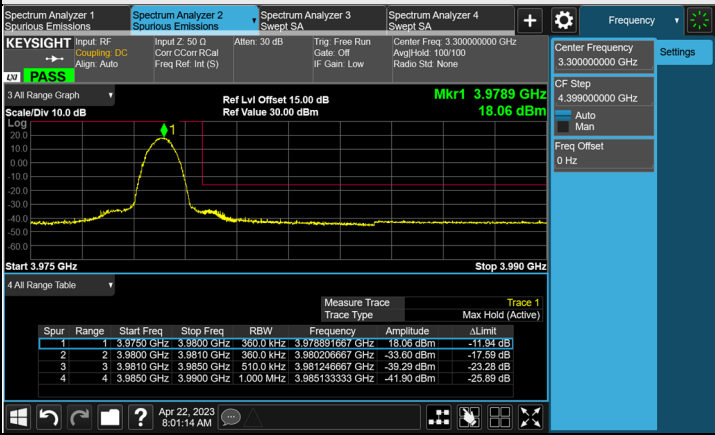 Spectrum Analyzer 1
Spurious Emissions
Spectrum Analyzer 2
Spurious Emissions
Spectrum Analyzer 3
Swept SA
Spectrum Analyzer 4
Swept SA
Frequency
KEYSIGHT
LXI
PASS
Input: RF
Coupling: DC
Align: Auto
Input Z: 50 Ω
Corr CCorr RCal
Freq Ref: Int (S)
Atten: 30 dB
Trig: Free Run
Gate: Off
IF Gain: Low
Center Freq: 3.300000000 GHz
Avg|Hold: 100/100
Radio Std: None
Center Frequency
3.300000000 GHz
Settings
CF Step
4.399000000 GHz
Auto
Man
Freq Offset
0 Hz
3 All Range Graph
Scale/Div 10.0 dB
Ref Lvl Offset 15.00 dB
Ref Value 30.00 dBm
Mkr1 3.9789 GHz
18.06 dBm
Log
1
20.0
10.0
0.00
-10.0
-20.0
-30.0
-40.0
-50.0
-60.0
Start 3.975 GHz
Stop 3.990 GHz
4 All Range Table
Measure Trace Trace 1
Trace Type Max Hold (Active)
Spur Range Start Freq Stop Freq RBW Frequency Amplitude ΔLimit
1 1 3.9750 GHz 3.9800 GHz 360.0 kHz 3.978891667 GHz 18.06 dBm -11.94 dB
2 2 3.9800 GHz 3.9810 GHz 360.0 kHz 3.980206667 GHz -33.60 dBm -17.59 dB
3 3 3.9810 GHz 3.9850 GHz 510.0 kHz 3.981246667 GHz -39.29 dBm -23.28 dB
4 4 3.9850 GHz 3.9900 GHz 1.000 MHz 3.985133333 GHz -41.90 dBm -25.89 dB
?
Apr 22, 2023
8:01:14 AM